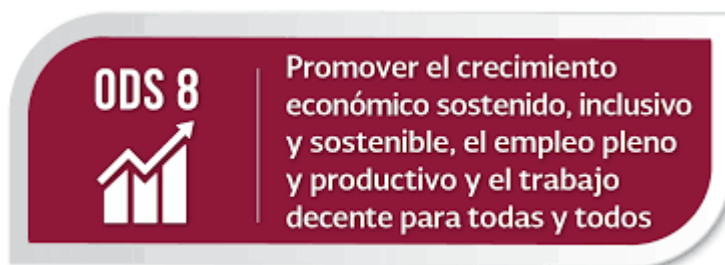 ODS 8
Promover el crecimiento
económico sostenido, inclusivo
y sostenible, el empleo pleno
y productivo y el trabajo
decente para todas y todos